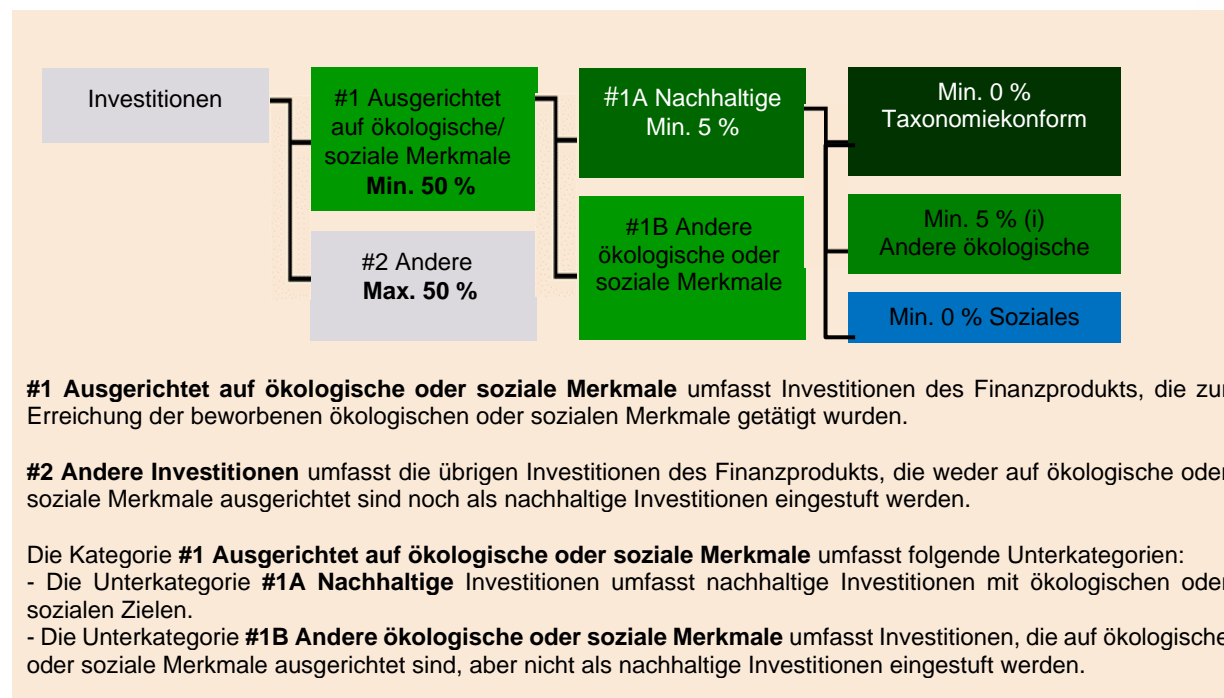 Investitionen
#1 Ausgerichtet
auf ökologische/
soziale Merkmale
Min. 50 %
#2 Andere
Max. 50 %
#1A Nachhaltige
Min. 5 %
#1B Andere
ökologische oder
soziale Merkmale
Min. 0 %
Taxonomiekonform
Min. 5 % (i)
Andere ökologische
Min. 0 % Soziales
#1 Ausgerichtet auf ökologische oder soziale Merkmale umfasst Investitionen des Finanzprodukts, die zur
Erreichung der beworbenen ökologischen oder sozialen Merkmale getätigt wurden.
#2 Andere Investitionen umfasst die übrigen Investitionen des Finanzprodukts, die weder auf ökologische oder
soziale Merkmale ausgerichtet sind noch als nachhaltige Investitionen eingestuft werden.
Die Kategorie #1 Ausgerichtet auf ökologische oder soziale Merkmale umfasst folgende Unterkategorien:
- Die Unterkategorie #1A Nachhaltige Investitionen umfasst nachhaltige Investitionen mit ökologischen oder
sozialen Zielen.
- Die Unterkategorie #1B Andere ökologische oder soziale Merkmale umfasst Investitionen, die auf ökologische
oder soziale Merkmale ausgerichtet sind, aber nicht als nachhaltige Investitionen eingestuft werden.